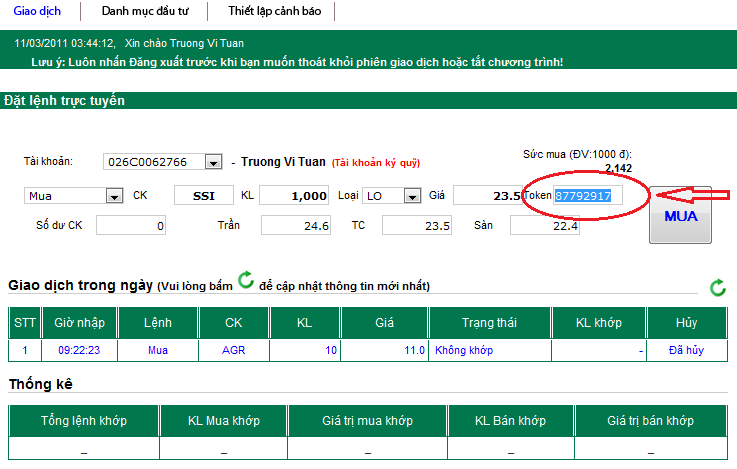 Giao dịch Danh mục đầu tư Thiết lập cảnh báo
11/03/2011 03:44:12, Xin chào Truong Vi Tuan
Lưu ý: Luôn nhấn Đăng xuất trước khi bạn muốn thoát khỏi phiên giao dịch hoặc tắt chương trình!
Đặt lệnh trực tuyến
Sức mua (ĐV:1000 đ):
Tài khoản: 026C0062766 - Truong Vi Tuan (Tài khoản ký quỹ)
2,142
Mua CK SSI KL 1,000 Loại LO Giá 23.5 Token 87792917
MUA
Số dư CK 0 Trần 24.6 TC 23.5 Sàn 22.4
Giao dịch trong ngày (Vui lòng bấm để cập nhật thông tin mới nhất)
STT Giờ nhập Lệnh CK KL Giá Trạng thái KL khớp Hủy
1 09:22:23 Mua AGR 10 11.0 Không khớp - Đã hủy
Thống kê
Tổng lệnh khớp KL Mua khớp Giá trị mua khớp KL Bán khớp Giá trị bán khớp
– – – – –